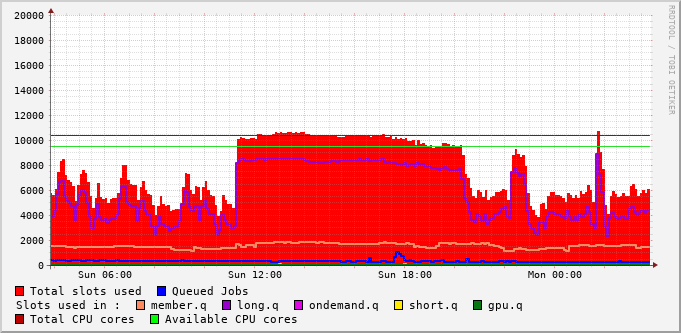 20000
18000
16000
14000
12000
10000
8000
6000
4000
2000
0
Sun 06:00 Sun 12:00 Sun 18:00 Mon 00:00
RRDTOOL / TOBI OETIKER
Total slots used Queued Jobs
Slots used in : member.q long.q ondemand.q short.q gpu.q
Total CPU cores Available CPU cores